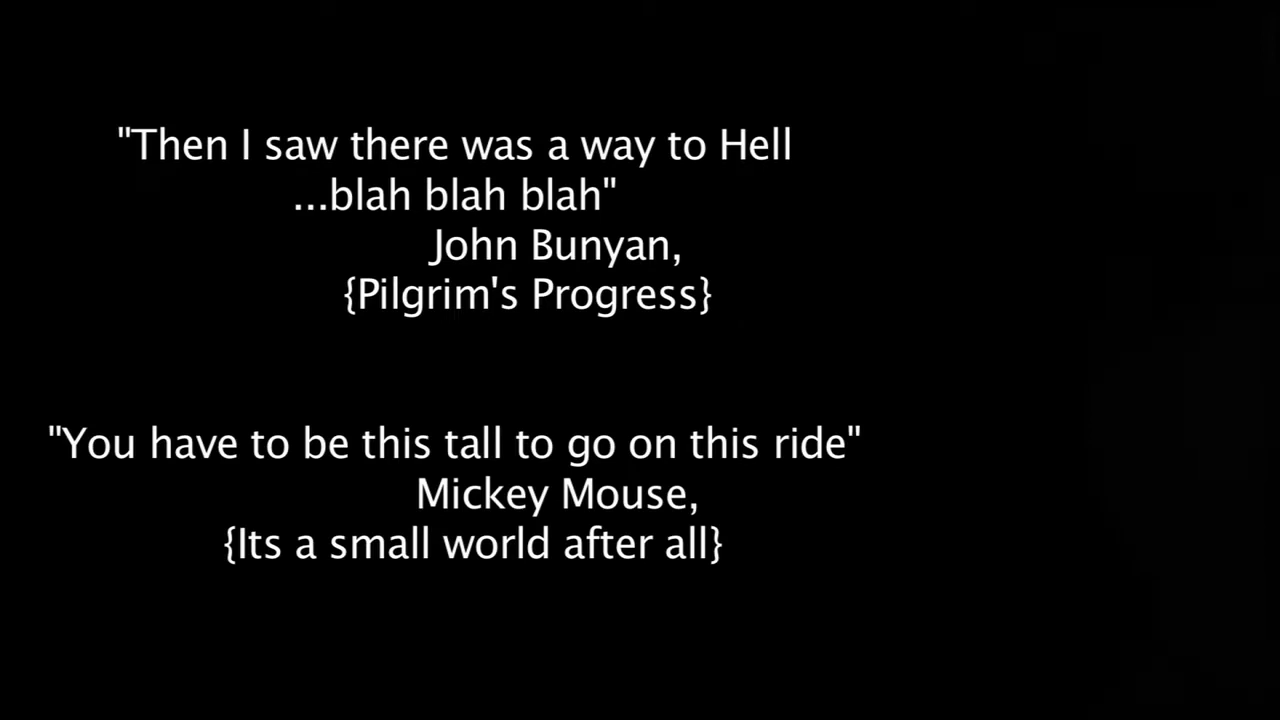 "Then I saw there was a way to Hell
...blah blah blah"
John Bunyan,
{Pilgrim's Progress}
"You have to be this tall to go on this ride"
Mickey Mouse,
{Its a small world after all}